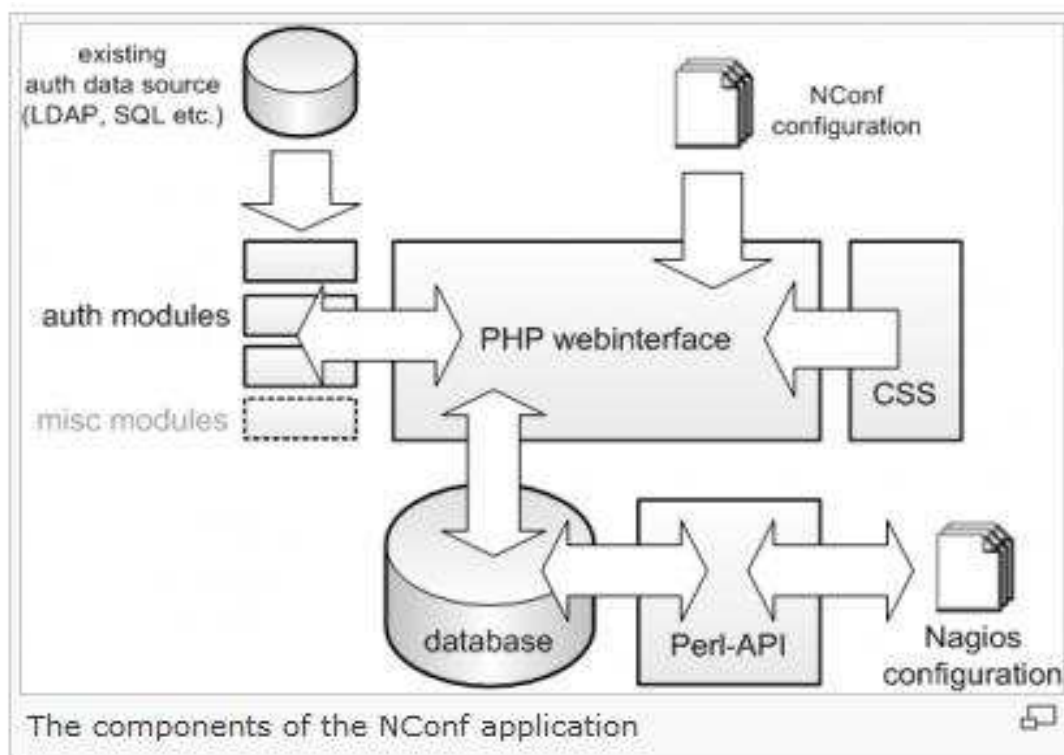 existing
auth data source
(LDAP, SQL etc.)
NConf
configuration
auth modules
PHP webinterface
CSS
misc modules
database
Perl-API
Nagios
configuration
The components of the NConf application